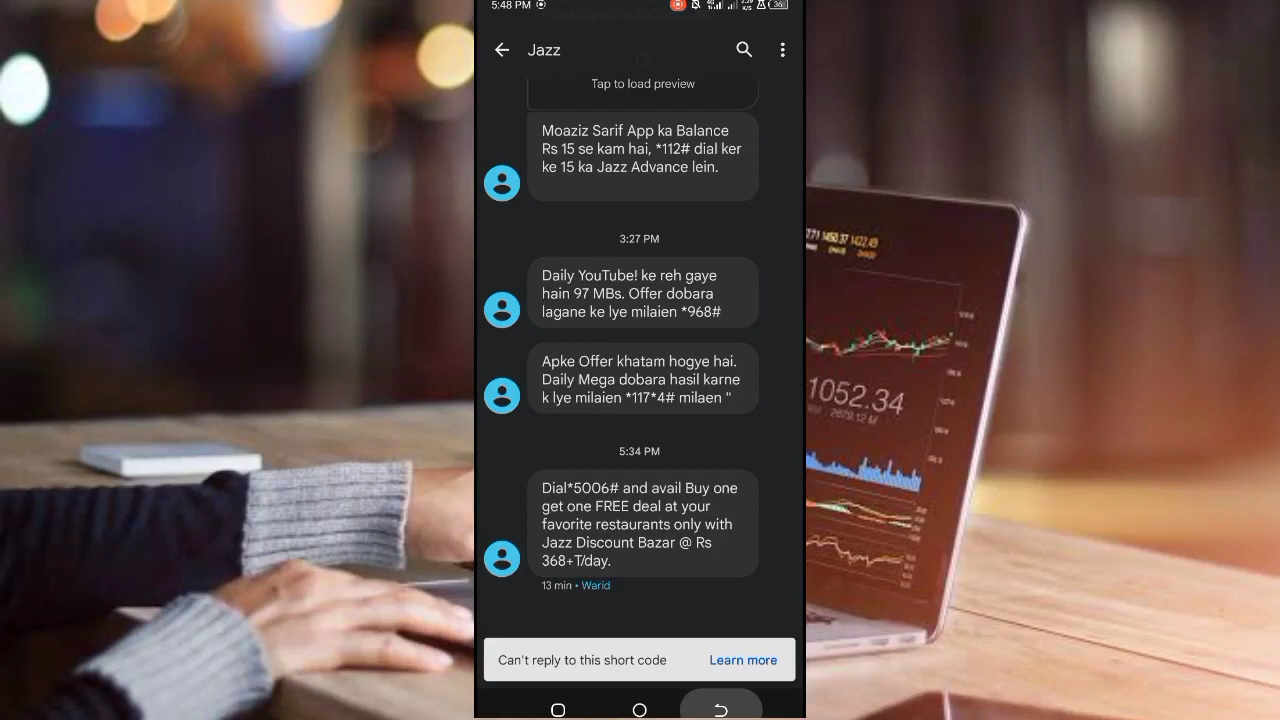 5:48 PM
Jazz
Tap to load preview
Moaziz Sarif App ka Balance
Rs 15 se kam hai, *112# dial ker
ke 15 ka Jazz Advance lein.
3:27 PM
Daily YouTube! ke reh gaye
hain 97 MBs. Offer dobara
lagane ke lye milaien *968#
Apke Offer khatam hogye hai.
Daily Mega dobara hasil karne
k lye milaien *117*4# milaen "
5:34 PM
Dial*5006# and avail Buy one
get one FREE deal at your
favorite restaurants only with
Jazz Discount Bazar @ Rs
368+T/day.
13 min • Warid
Can't reply to this short code
Learn more
1052.34